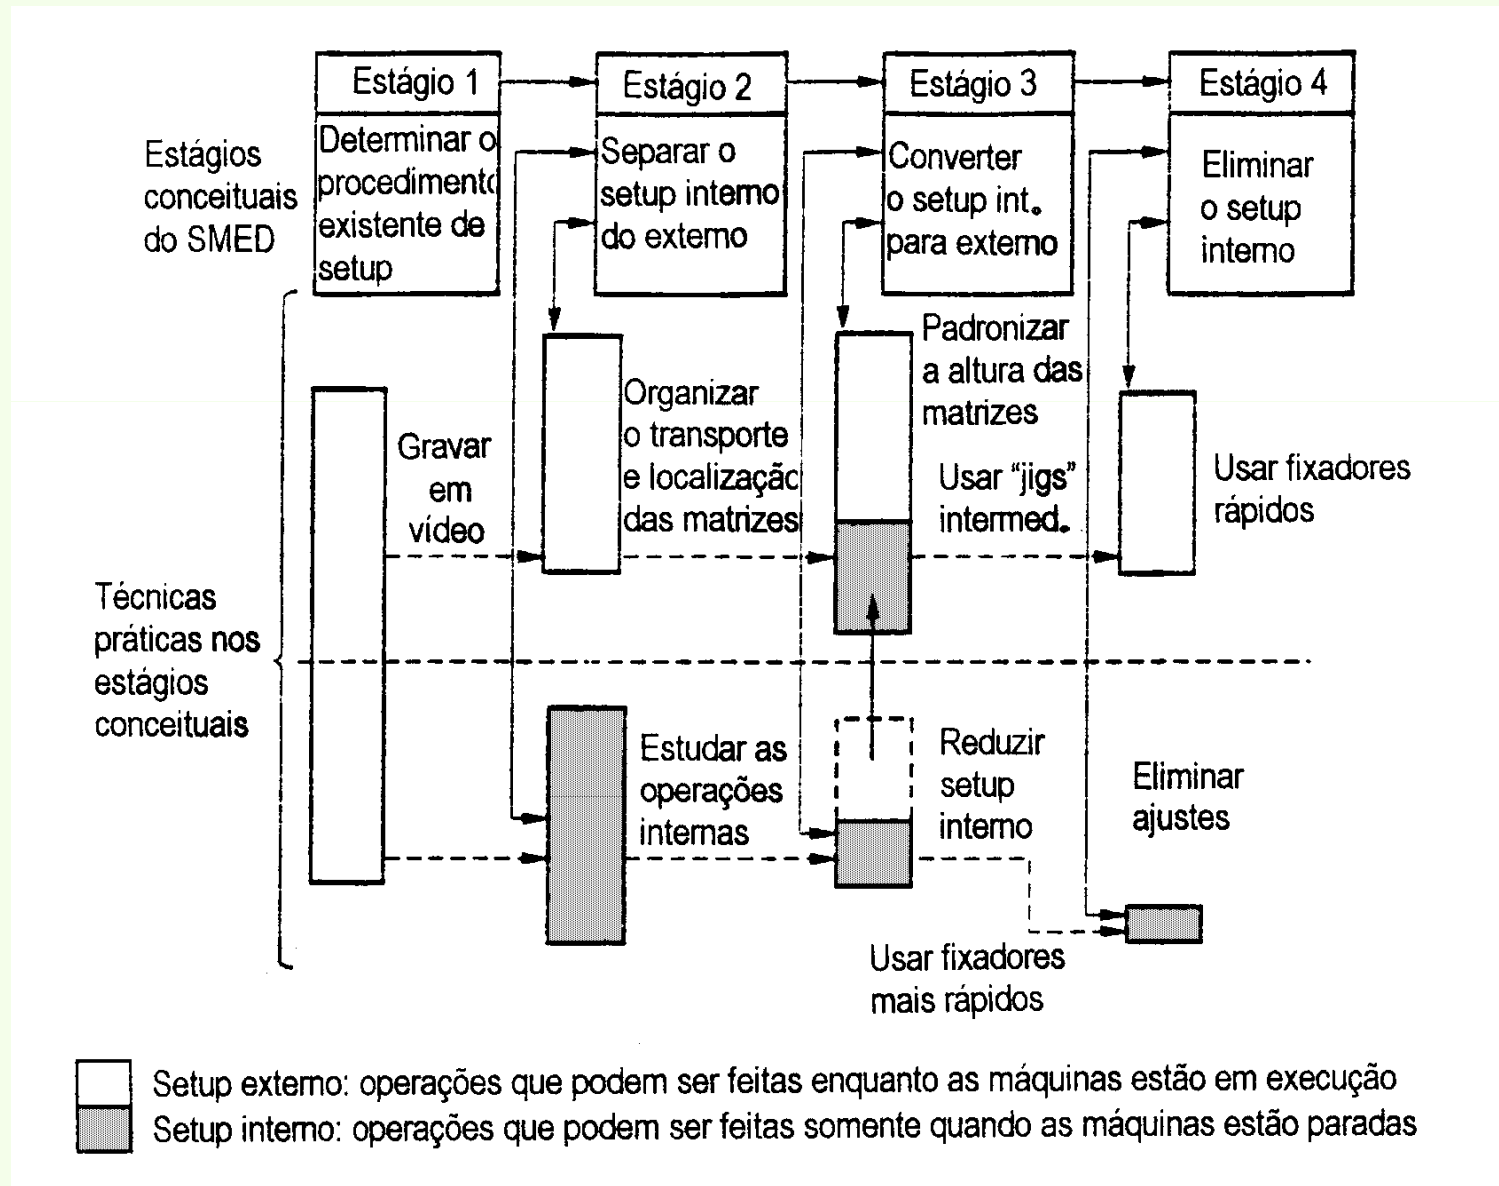 Estágio 1
Estágio 2
Estágio 3
Estágio 4
Estágios
conceituais
do SMED
Determinar o
procedimento
existente de
setup
Separar o
setup interno
do externo
Converter
o setup int.
para externo
Eliminar
o setup
interno
Técnicas
práticas nos
estágios
conceituais
Gravar
em
vídeo
Organizar
o transporte
e localização
das matrizes
Padronizar
a altura das
matrizes
Usar “jigs”
intermed.
Usar fixadores
rápidos
Estudar as
operações
internas
Reduzir
setup
interno
Eliminar
ajustes
Usar fixadores
mais rápidos
Setup externo: operações que podem ser feitas enquanto as máquinas estão em execução
Setup interno: operações que podem ser feitas somente quando as máquinas estão paradas